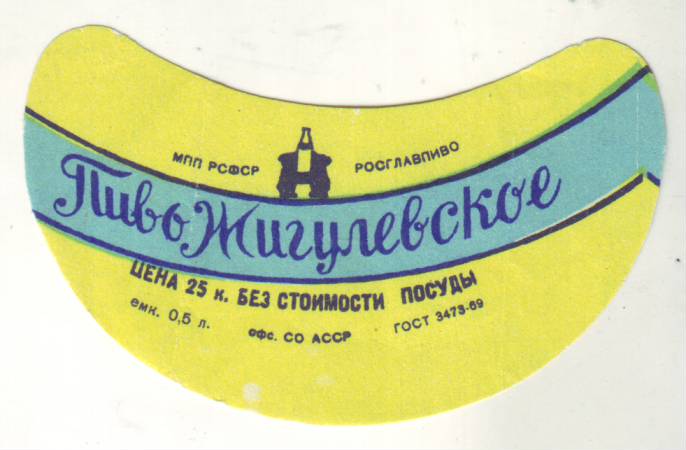 МПП РСФСР РОСГЛАВПИВО
Пиво Жигулевское
ЦЕНА 25 к. БЕЗ СТОИМОСТИ ПОСУДЫ
емк. 0,5 л. офс. СО АССР ГОСТ 3473-69